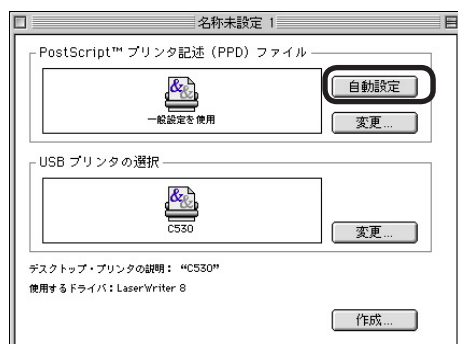 名称未設定 1
PostScript™ プリンタ記述（PPD）ファイル
自動設定
一般設定を使用
変更...
USB プリンタの選択
C530
変更...
デスクトップ・プリンタの説明： “C530”
使用するドライバ：LaserWriter 8
作成...